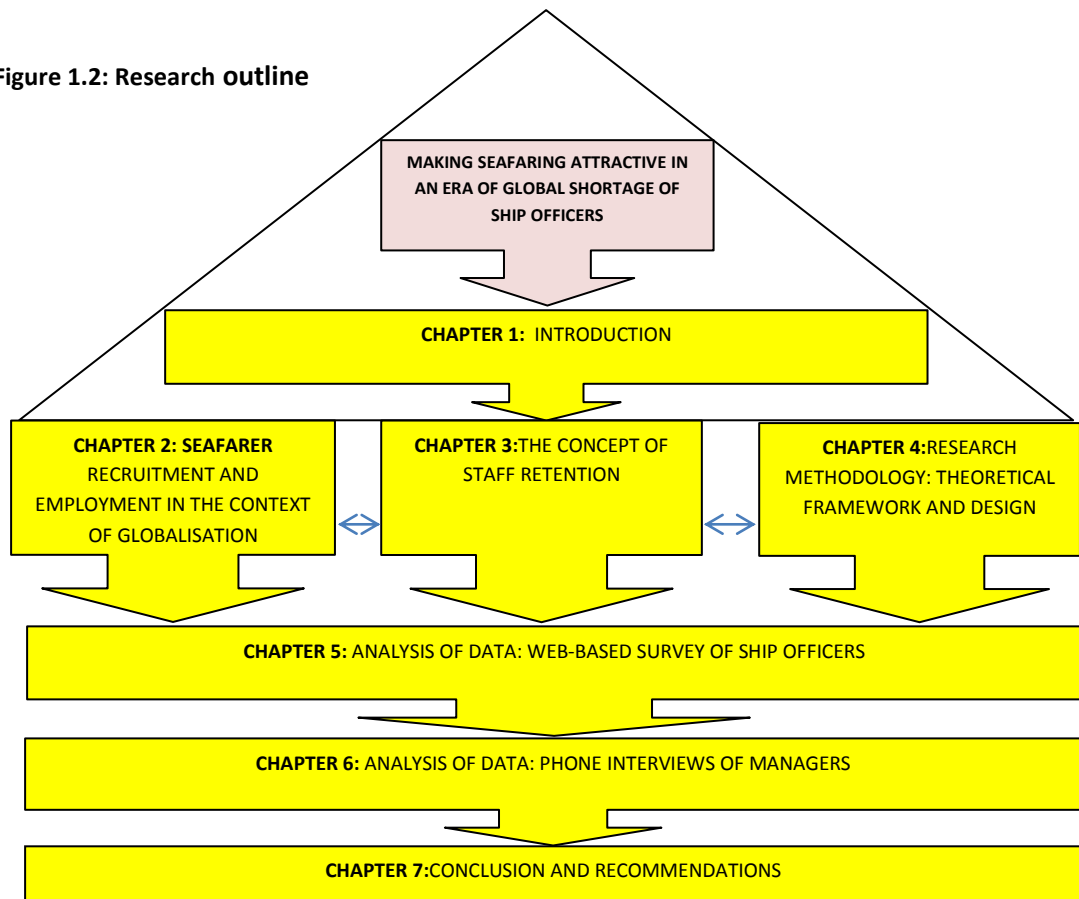 Figure 1.2: Research outline
MAKING SEAFARING ATTRACTIVE IN
AN ERA OF GLOBAL SHORTAGE OF
SHIP OFFICERS
CHAPTER 1: INTRODUCTION
CHAPTER 2: SEAFARER
RECRUITMENT AND
EMPLOYMENT IN THE CONTEXT
OF GLOBALISATION
CHAPTER 3:THE CONCEPT OF
STAFF RETENTION
CHAPTER 4:RESEARCH
METHODOLOGY: THEORETICAL
FRAMEWORK AND DESIGN
CHAPTER 5: ANALYSIS OF DATA: WEB-BASED SURVEY OF SHIP OFFICERS
CHAPTER 6: ANALYSIS OF DATA: PHONE INTERVIEWS OF MANAGERS
CHAPTER 7:CONCLUSION AND RECOMMENDATIONS